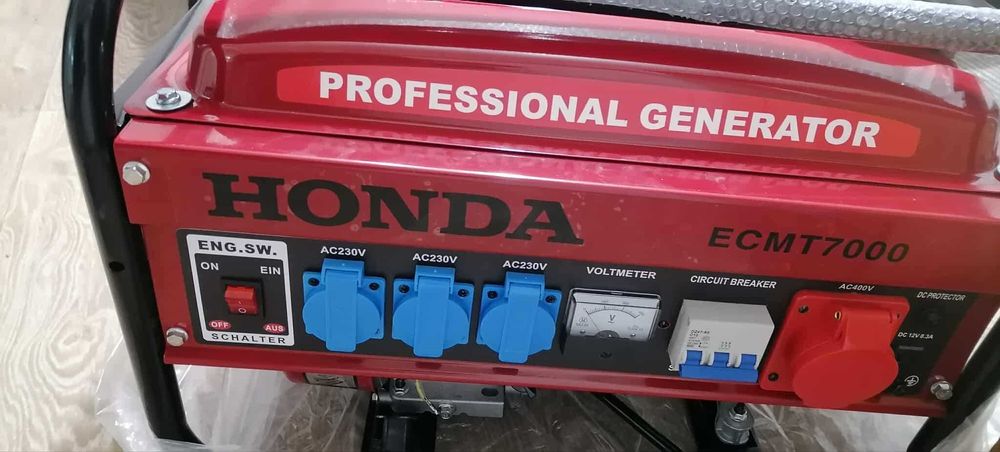 PROFESSIONAL GENERATOR
HONDA
ECMT7000
ENG.SW.
ON EIN
OFF AUS
SCHALTER
AC230V
AC230V
AC230V
VOLTMETER
V
CIRCUIT BREAKER
AC400V
DC PROTECTOR
DC 12V 8.3A